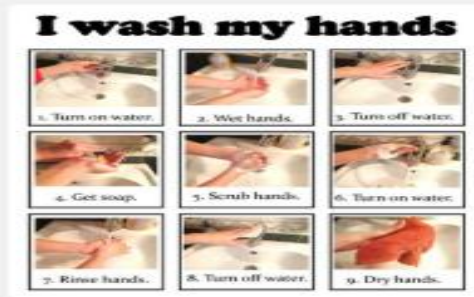 I wash my hands
1. Turn on water.
2. Wet hands.
3. Turn off water.
4. Get soap.
5. Scrub hands.
6. Turn on water.
7. Rinse hands.
8. Turn off water.
9. Dry hands.